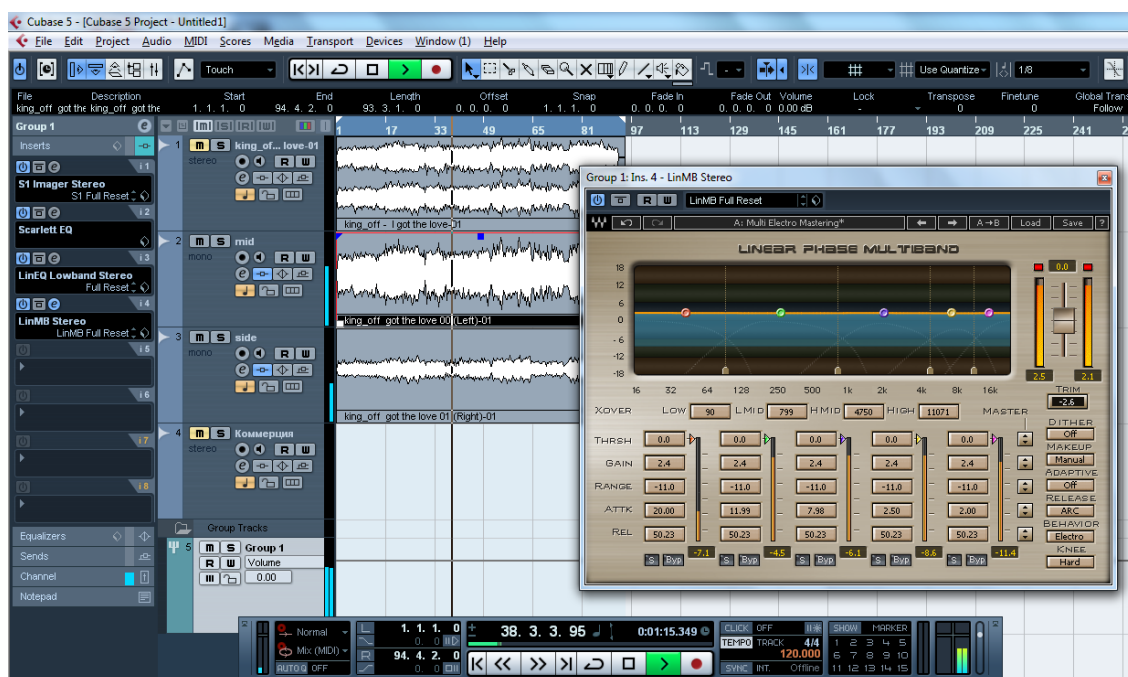 Cubase 5 - [Cubase 5 Project - Untitled1]
File Edit Project Audio MIDI Scores Media Transport Devices Window (1) Help
Touch
Use Quantize
1/8
File Description Start End Length Offset Snap Fade In Fade Out Volume Lock Transpose Finetune Global Trans
king_off got the king_off got the 1. 1. 1. 0 94. 4. 2. 0 93. 3. 1. 0 0. 0. 0. 0 1. 1. 1. 0 0. 0. 0. 0 0. 0. 0. 0 0.00 dB - 0 0 Follow
Group 1
1 17 33 49 65 81 97 113 129 145 161 177 193 209 225 241 2
Inserts
i 1
S1 Imager Stereo
S1 Full Reset
i 2
Scarlett EQ
i 3
LinEQ Lowband Stereo
Full Reset
i 4
LinMB Stereo
LinMB Full Reset
i 5
i 6
i 7
i 8
Equalizers
Sends
Channel
Notepad
1 m S king_of... love-01
stereo R W
king_off - I got the love-01
2 m S mid
mono R W
king_off got the love 00 (Left)-01
3 m S side
mono R W
king_off got the love 01 (Right)-01
4 m S Коммерция
stereo R W
Group Tracks
5 m S Group 1
R W Volume
0.00
Group 1: Ins. 4 - LinMB Stereo
R W LinMB Full Reset
A: Multi Electro Mastering* A→B Load Save ?
LINEAR PHASE MULTIBAND
18
12
6
0
-6
-12
-18
16 32 64 128 250 500 1k 2k 4k 8k 16k
0.0
2.5 2.1
TRIM
-2.6
XOVER LOW 90 LMID 799 HMID 4750 HIGH 11071 MASTER
THRSH 0.0 0.0 0.0 0.0 0.0
GAIN 2.4 2.4 2.4 2.4 2.4
RANGE -11.0 -11.0 -11.0 -11.0 -11.0
ATTK 20.00 11.99 7.98 2.50 2.00
REL 50.23 50.23 50.23 50.23 50.23
S Byp -7.1 S Byp -4.5 S Byp -6.1 S Byp -8.6 S Byp -11.4
DITHER
Off
MAKEUP
Manual
ADAPTIVE
Off
RELEASE
ARC
BEHAVIOR
Electro
KNEE
Hard
Normal
Mix (MIDI)
AUTO Q OFF
L 1. 1. 1. 0
0. 0
R 94. 4. 2. 0
0. 0
38. 3. 3. 95
0:01:15.349
CLICK OFF
TEMPO TRACK 4/4
120.000
SYNC INT. Offline
SHOW MARKER
1 2 3 4 5
6 7 8 9 10
11 12 13 14 15